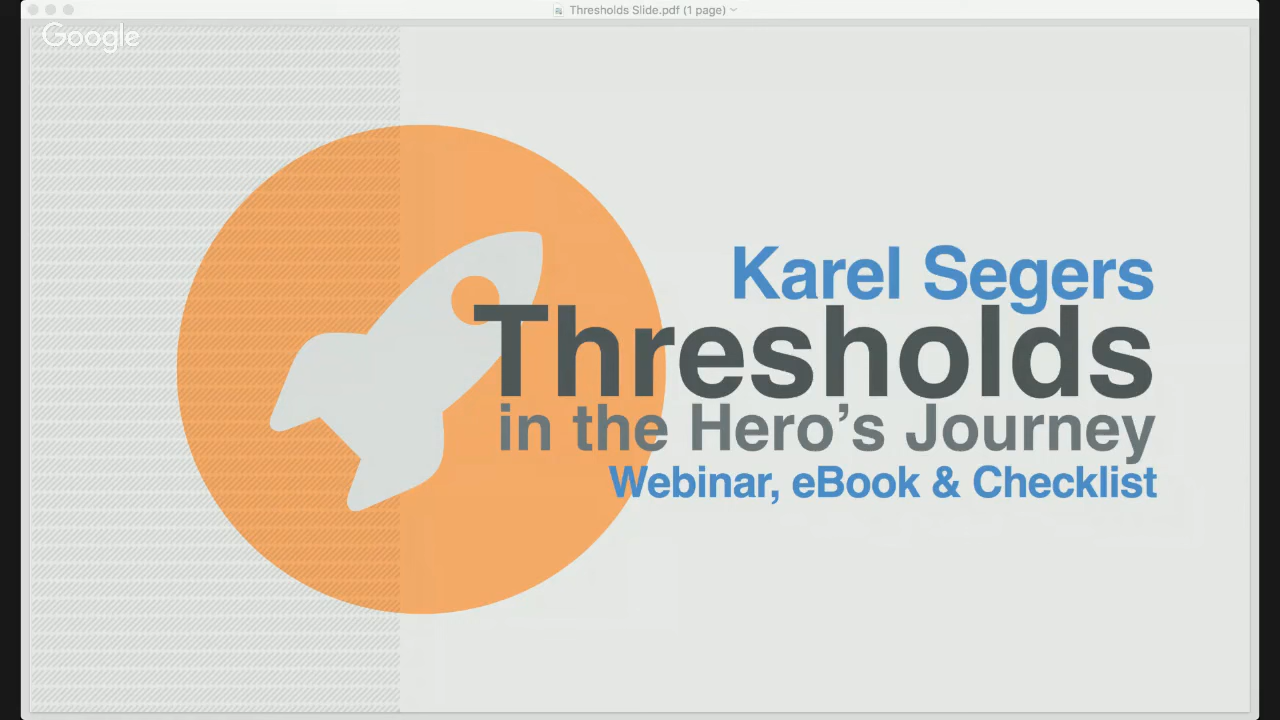 Thresholds Slide.pdf (1 page)
Google
Karel Segers
Thresholds
in the Hero’s Journey
Webinar, eBook & Checklist